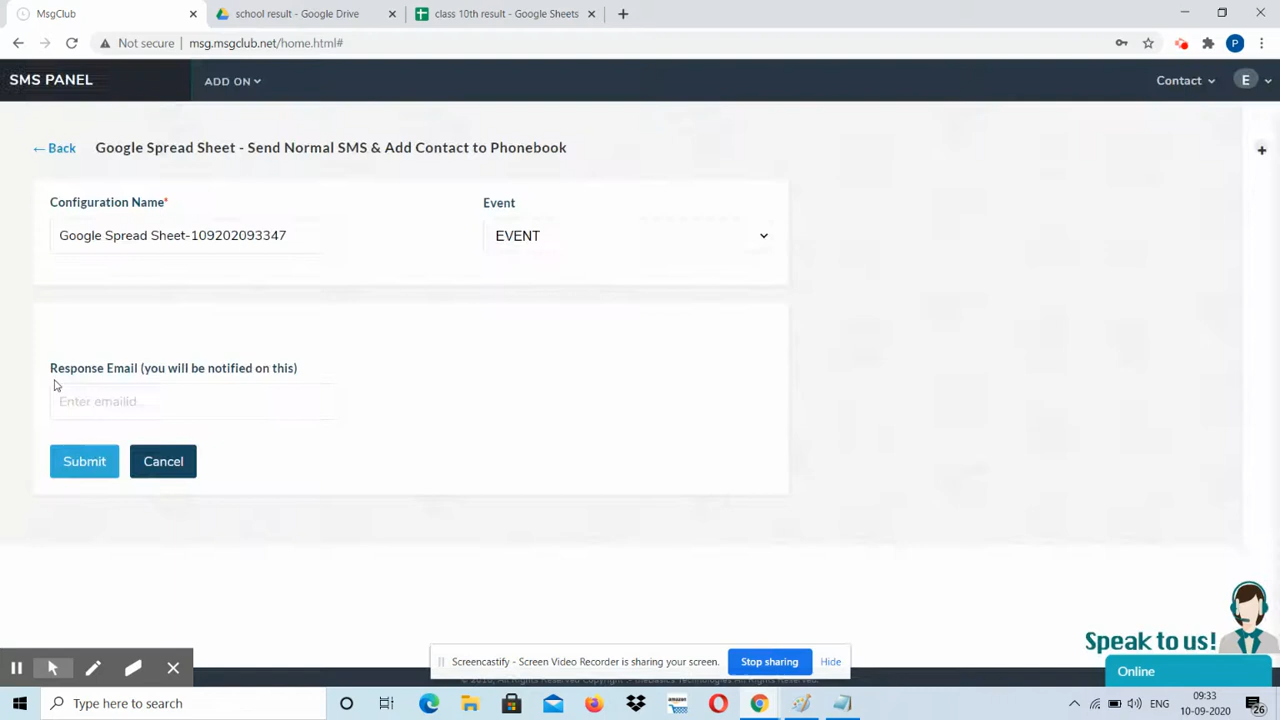 MsgClub
school result - Google Drive
class 10th result - Google Sheets
Not secure
msg.msgclub.net/home.html#
P
SMS PANEL
ADD ON
Contact
E
←Back
Google Spread Sheet - Send Normal SMS & Add Contact to Phonebook
Configuration Name*
Event
Google Spread Sheet-109202093347
EVENT
Response Email (you will be notified on this)
Enter emailid...
Submit
Cancel
Speak to us!
Online
Screencastify - Screen Video Recorder is sharing your screen.
Stop sharing
Hide
Type here to search
amazon
ENG
09:33
10-09-2020
26